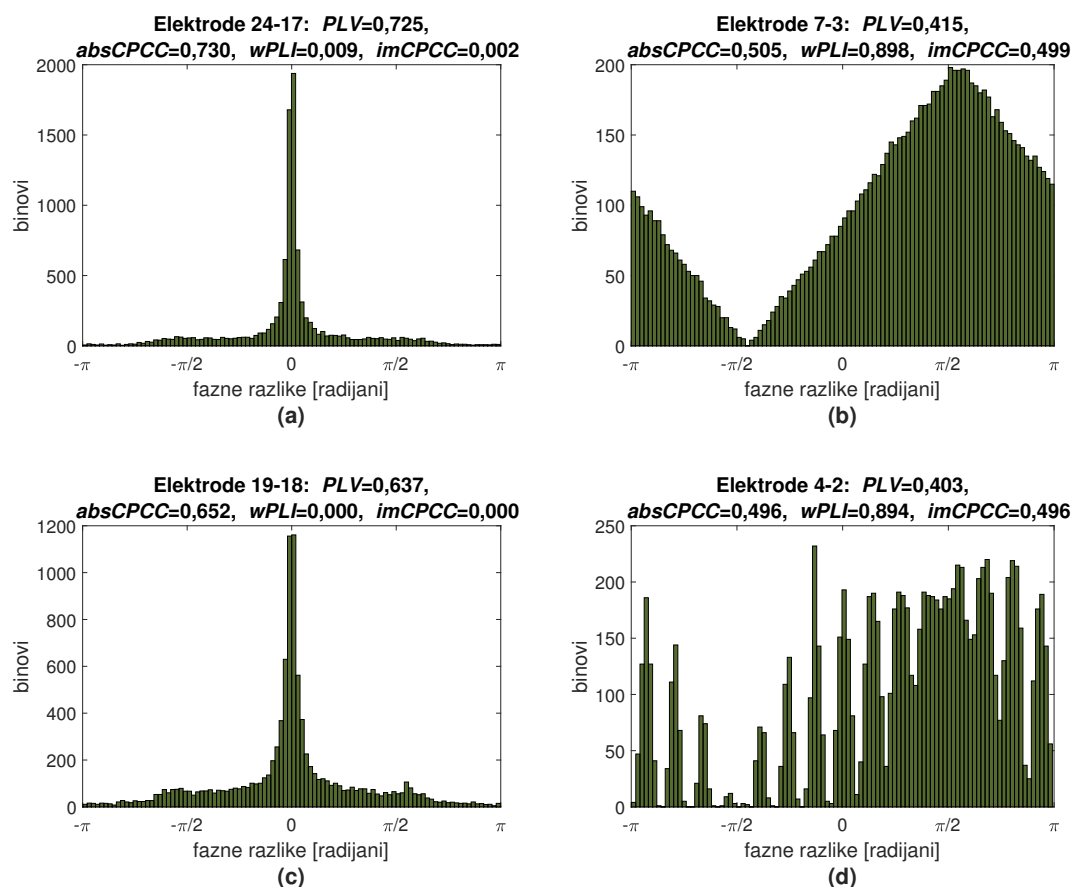 Elektrode 24-17: PLV=0,725,
absCPCC=0,730, wPLI=0,009, imCPCC=0,002
2000
1500
1000
500
0
binovi
-π
-π/2
0
π/2
π
fazne razlike [radijani]
(a)
Elektrode 7-3: PLV=0,415,
absCPCC=0,505, wPLI=0,898, imCPCC=0,499
200
150
100
50
0
binovi
-π
-π/2
0
π/2
π
fazne razlike [radijani]
(b)
Elektrode 19-18: PLV=0,637,
absCPCC=0,652, wPLI=0,000, imCPCC=0,000
1200
1000
800
600
400
200
0
binovi
-π
-π/2
0
π/2
π
fazne razlike [radijani]
(c)
Elektrode 4-2: PLV=0,403,
absCPCC=0,496, wPLI=0,894, imCPCC=0,496
250
200
150
100
50
0
binovi
-π
-π/2
0
π/2
π
fazne razlike [radijani]
(d)